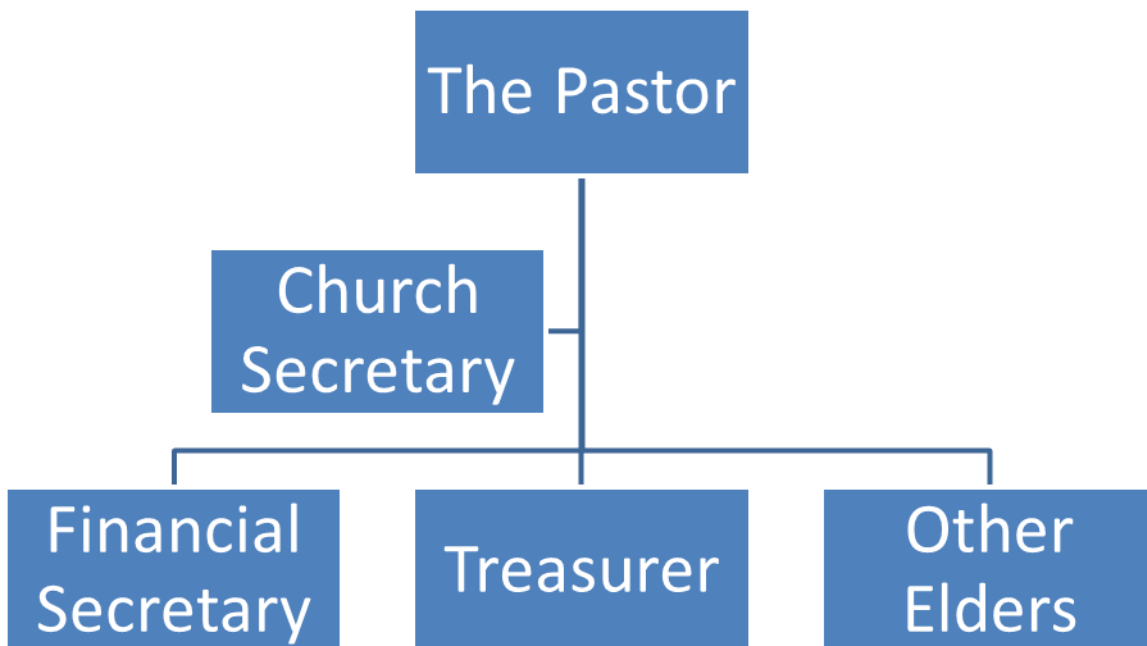 The Pastor
Church
Secretary
Financial
Secretary
Treasurer
Other
Elders